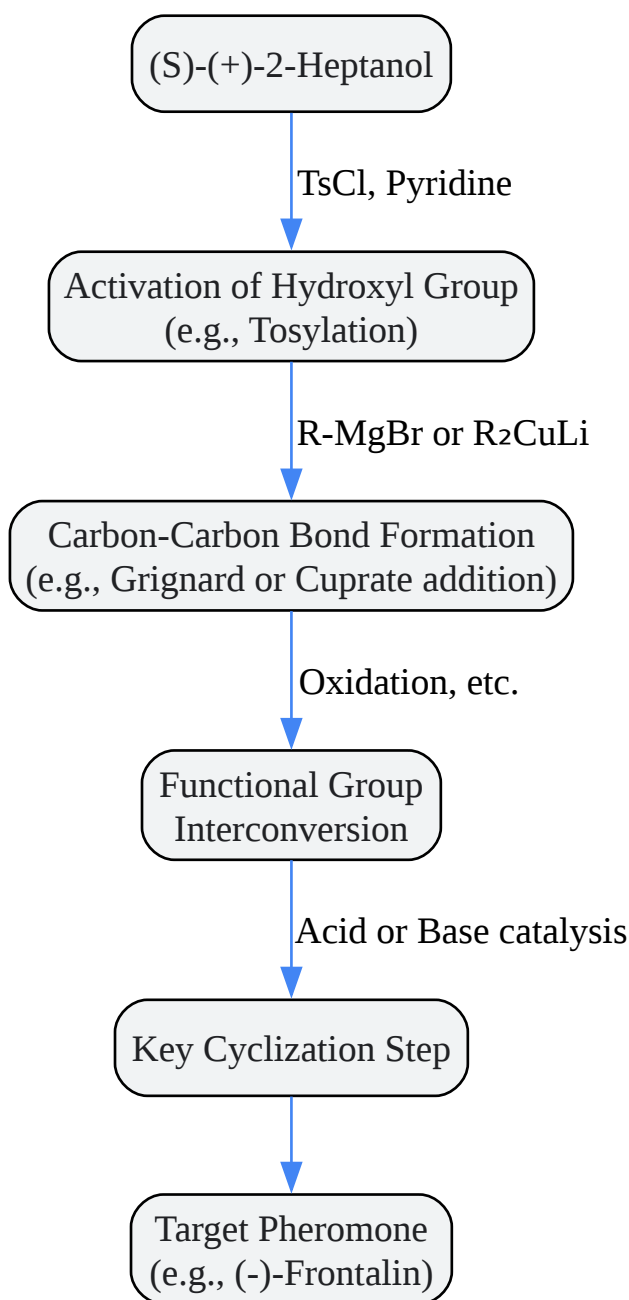 (S)-(+)-2-Heptanol
TsCl, Pyridine
Activation of Hydroxyl Group
(e.g., Tosylation)
R-MgBr or R₂CuLi
Carbon-Carbon Bond Formation
(e.g., Grignard or Cuprate addition)
Oxidation, etc.
Functional Group
Interconversion
Acid or Base catalysis
Key Cyclization Step
Target Pheromone
(e.g., (-)-Frontalin)